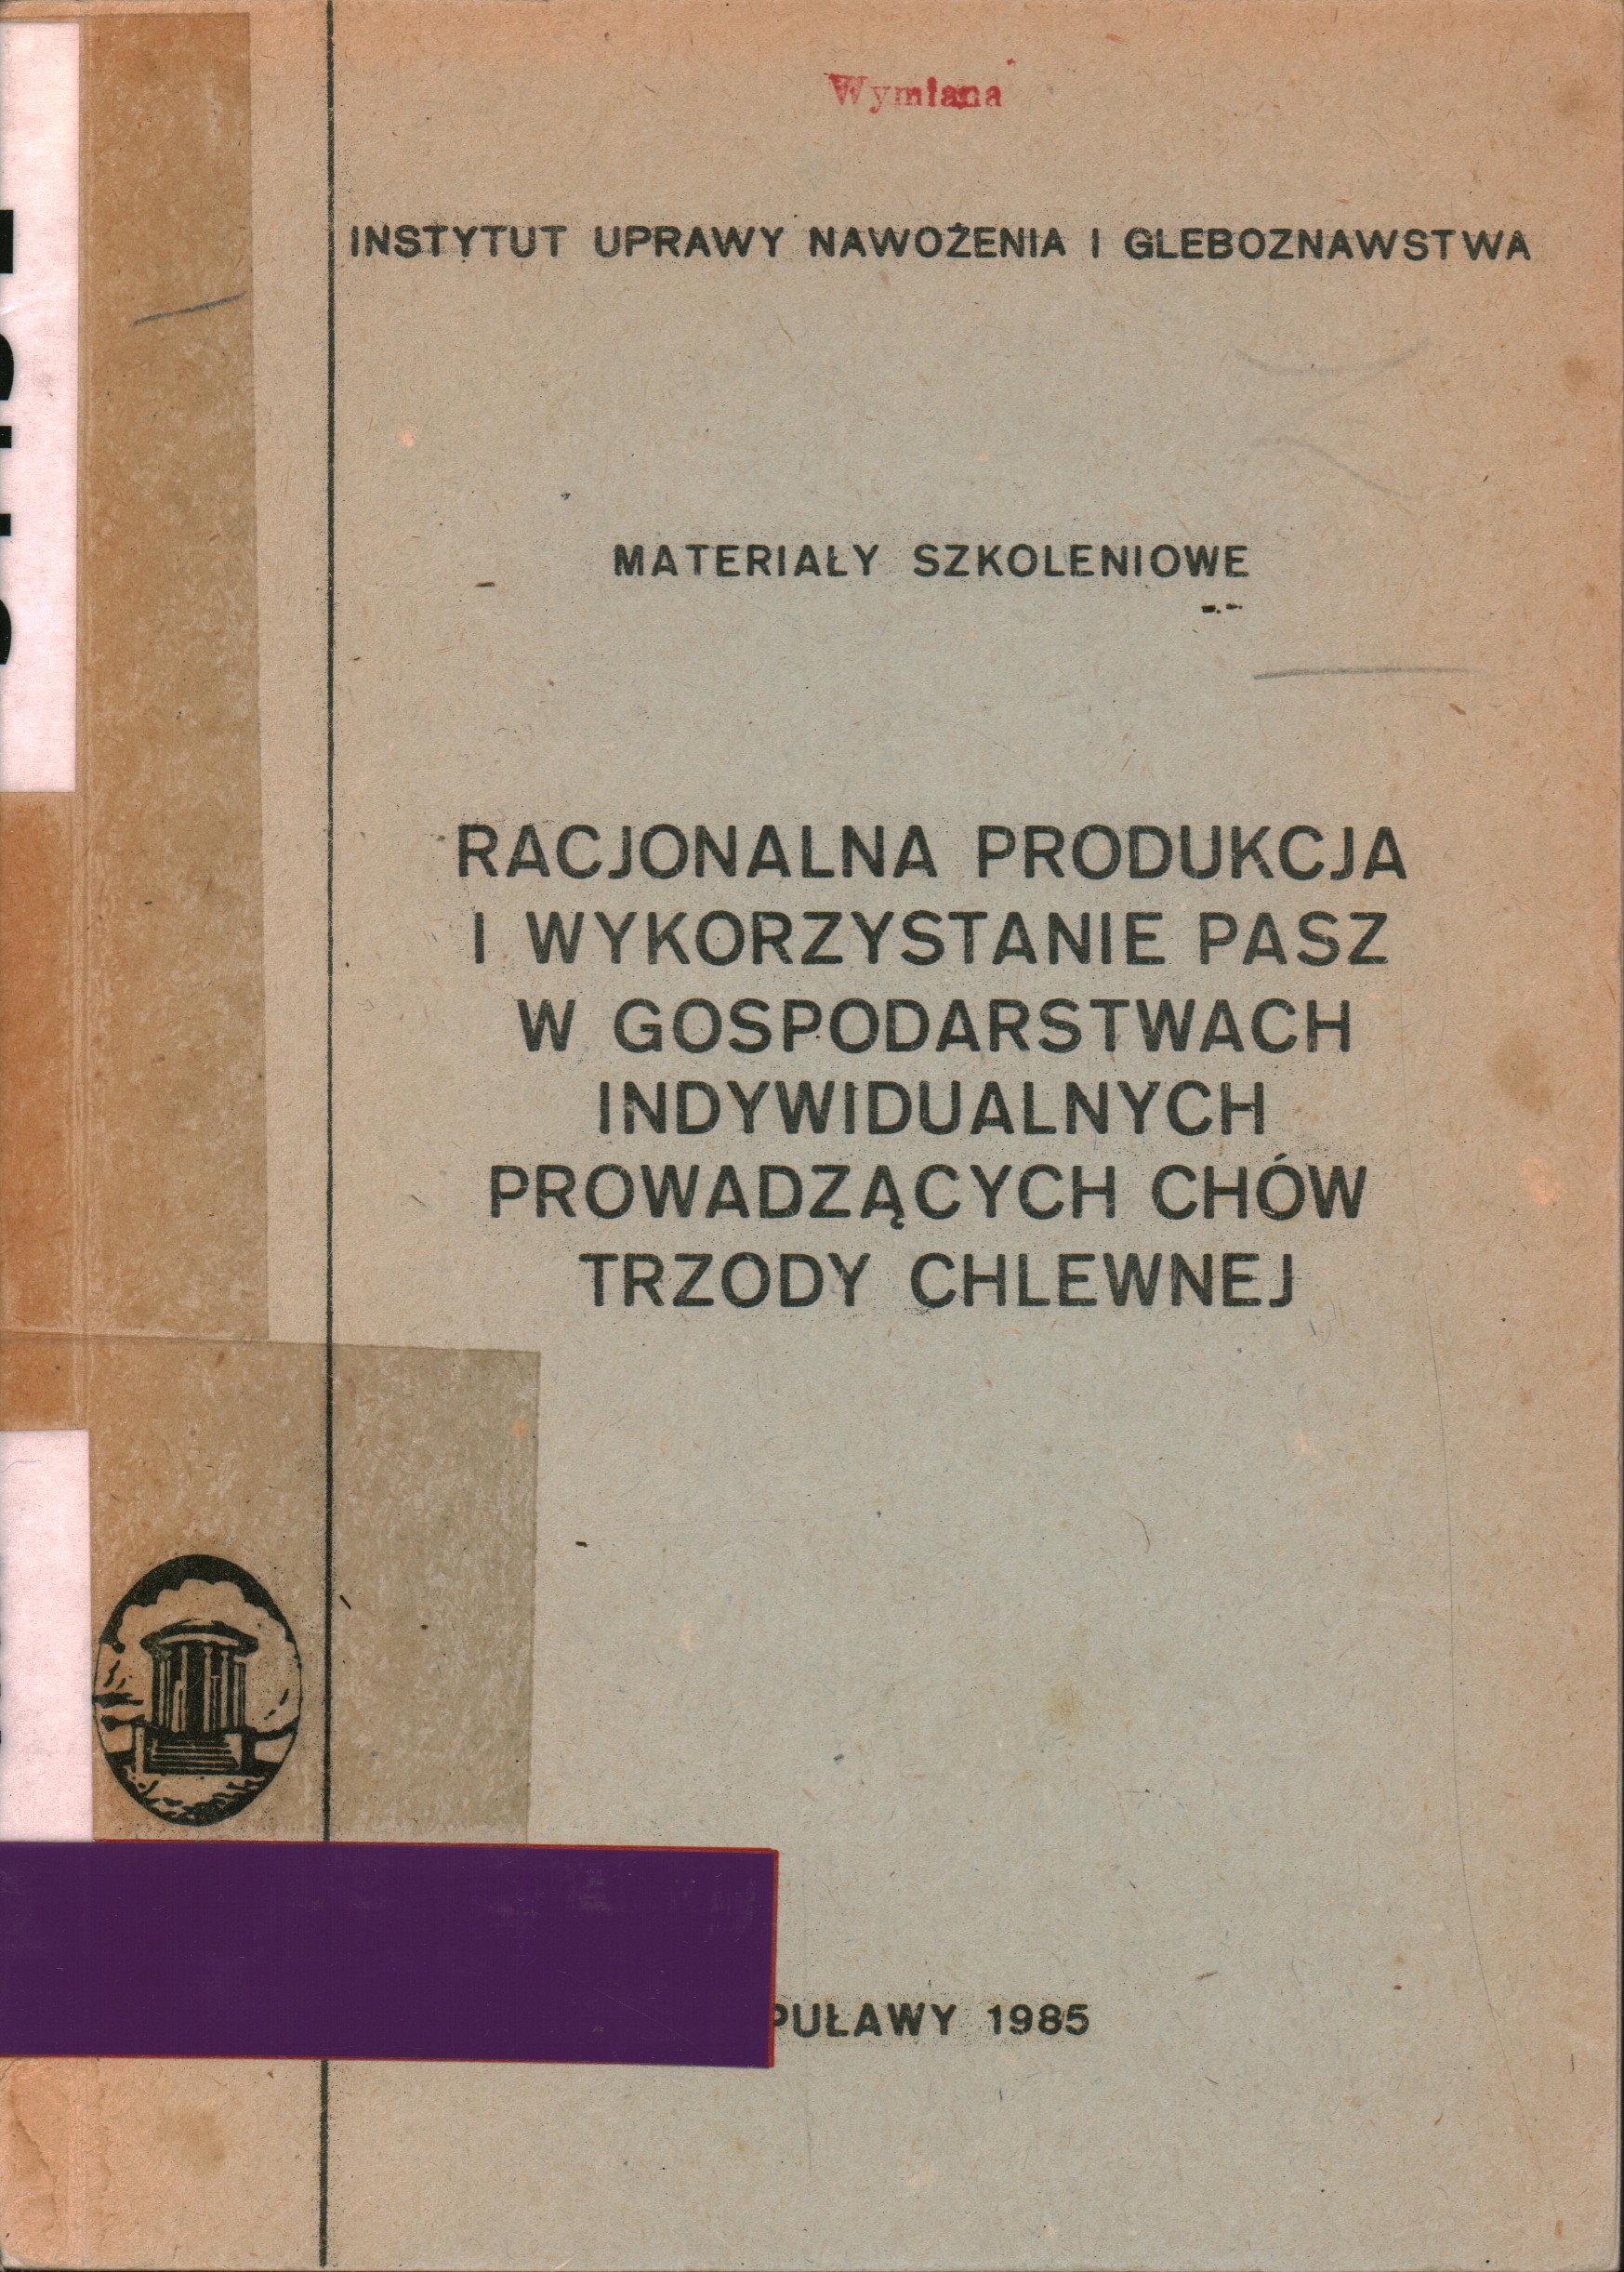 Wymiana
INSTYTUT UPRAWY NAWOŻENIA I GLEBOZNAWSTWA
MATERIAŁY SZKOLENIOWE
RACJONALNA PRODUKCJA
I WYKORZYSTANIE PASZ
W GOSPODARSTWACH
INDYWIDUALNYCH
PROWADZĄCYCH CHÓW
TRZODY CHLEWNEJ
PUŁAWY 1985